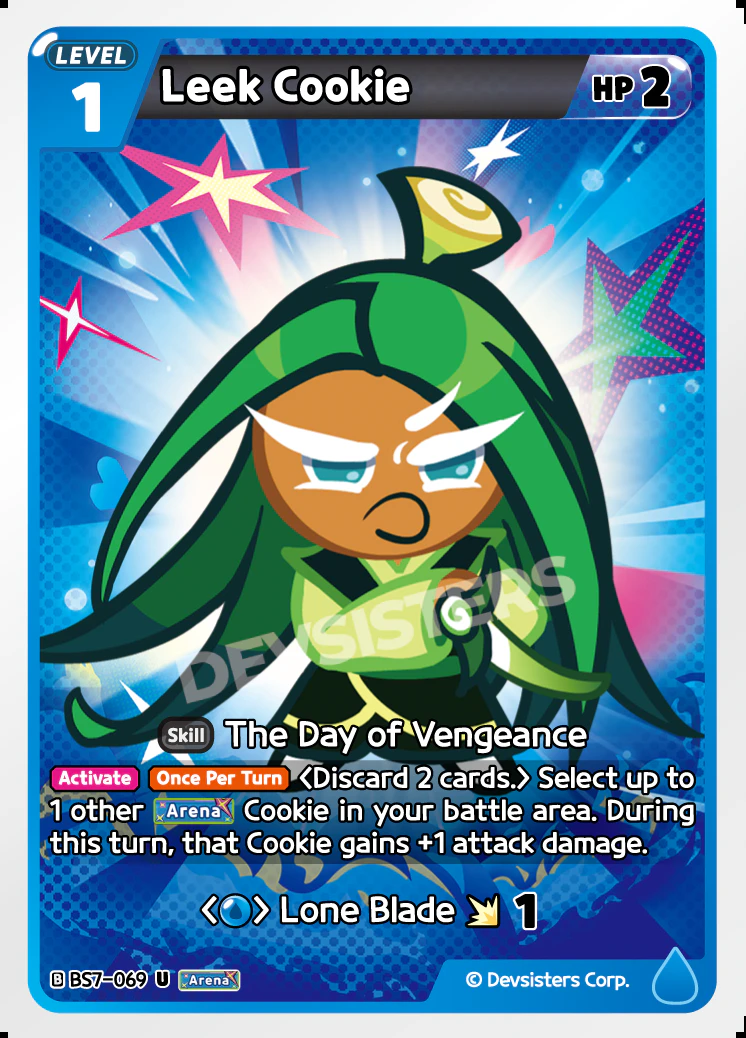 LEVEL
1
Leek Cookie
HP 2
DEVSISTERS
Skill The Day of Vengeance
Activate Once Per Turn <Discard 2 cards.> Select up to
1 other Arena Cookie in your battle area. During
this turn, that Cookie gains +1 attack damage.
< > Lone Blade 1
B BS7-069 U Arena
© Devsisters Corp.